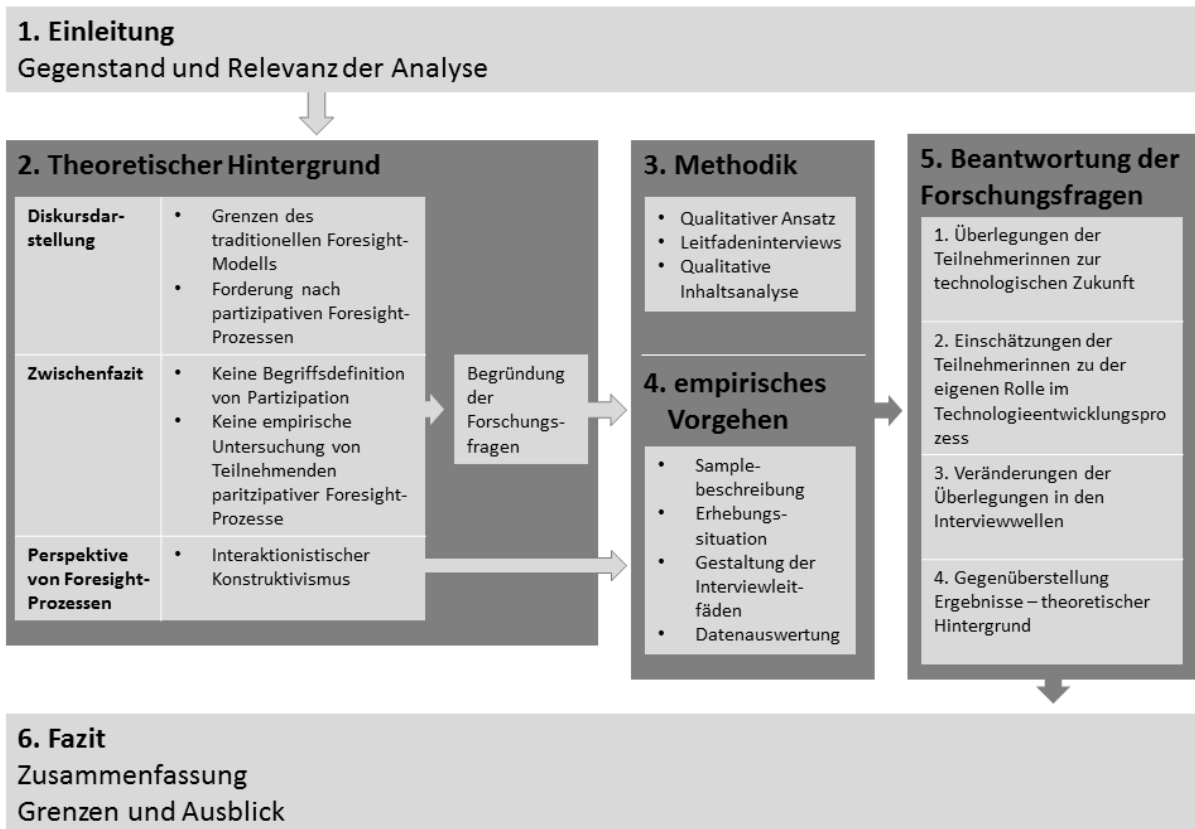 1. Einleitung
Gegenstand und Relevanz der Analyse
2. Theoretischer Hintergrund
Diskursdar-
stellung
• Grenzen des
traditionellen Foresight-
Modells
• Forderung nach
partizipativen Foresight-
Prozessen
Zwischenfazit
• Keine Begriffsdefinition
von Partizipation
• Keine empirische
Untersuchung von
Teilnehmenden
paritzipativer Foresight-
Prozesse
Perspektive
von Foresight-
Prozessen
• Interaktionistischer
Konstruktivismus
Begründung
der
Forschungs-
fragen
3. Methodik
• Qualitativer Ansatz
• Leitfadeninterviews
• Qualitative
Inhaltsanalyse
4. empirisches
Vorgehen
• Sample-
beschreibung
• Erhebungs-
situation
• Gestaltung der
Interviewleit-
fäden
• Datenauswertung
5. Beantwortung der
Forschungsfragen
1. Überlegungen der
Teilnehmerinnen zur
technologischen Zukunft
2. Einschätzungen der
Teilnehmerinnen zu der
eigenen Rolle im
Technologieentwicklungspro
zess
3. Veränderungen der
Überlegungen in den
Interviewwellen
4. Gegenüberstellung
Ergebnisse – theoretischer
Hintergrund
6. Fazit
Zusammenfassung
Grenzen und Ausblick